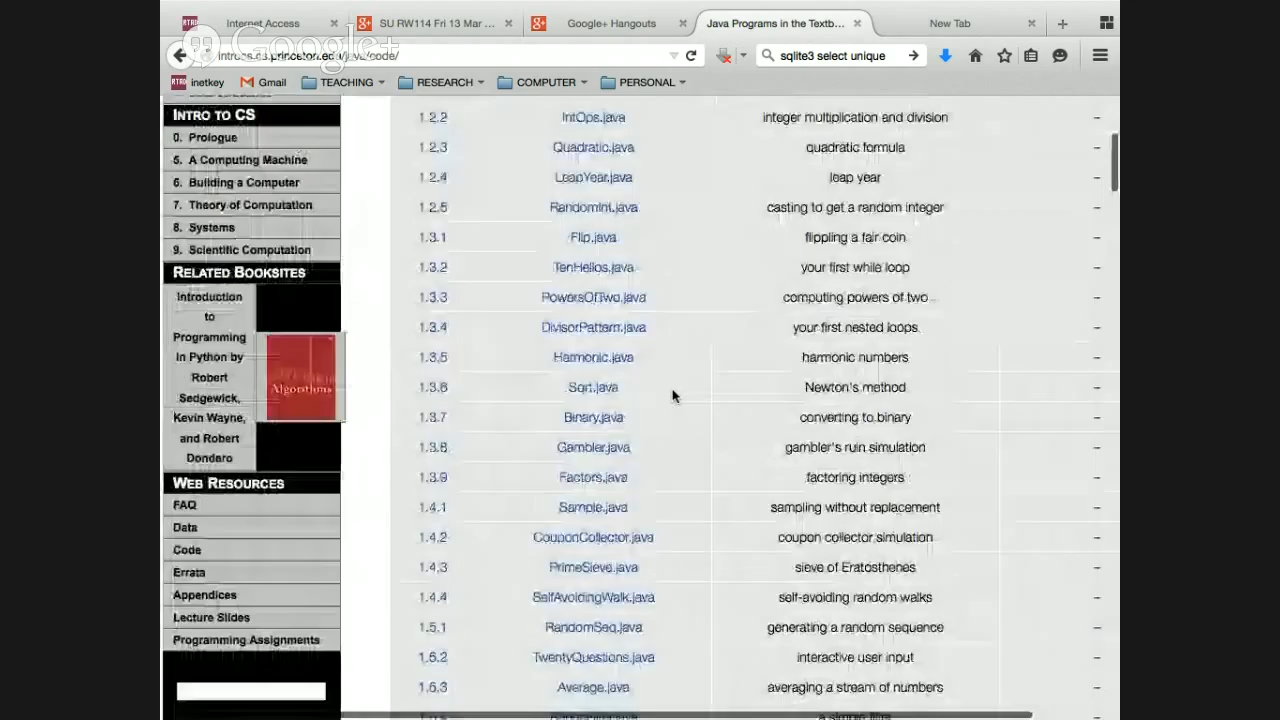 Internet Access
SU RW114 Fri 13 Mar ...
Google+ Hangouts
Java Programs in the Textb...
New Tab
Google+
introcs.cs.princeton.edu/java/code/
sqlite3 select unique
inetkey
Gmail
TEACHING
RESEARCH
COMPUTER
PERSONAL
INTRO TO CS
0. Prologue
5. A Computing Machine
6. Building a Computer
7. Theory of Computation
8. Systems
9. Scientific Computation
RELATED BOOKSITES
Introduction
to
Programming
in Python by
Robert
Sedgewick,
Kevin Wayne,
and Robert
Dondero
Algorithms
WEB RESOURCES
FAQ
Data
Code
Errata
Appendices
Lecture Slides
Programming Assignments
1.2.2 IntOps.java integer multiplication and division –
1.2.3 Quadratic.java quadratic formula –
1.2.4 LeapYear.java leap year –
1.2.5 RandomInt.java casting to get a random integer –
1.3.1 Flip.java flippling a fair coin –
1.3.2 TenHellos.java your first while loop –
1.3.3 PowersOfTwo.java computing powers of two –
1.3.4 DivisorPattern.java your first nested loops –
1.3.5 Harmonic.java harmonic numbers –
1.3.6 Sqrt.java Newton's method –
1.3.7 Binary.java converting to binary –
1.3.8 Gambler.java gambler's ruin simulation –
1.3.9 Factors.java factoring integers –
1.4.1 Sample.java sampling without replacement –
1.4.2 CouponCollector.java coupon collector simulation –
1.4.3 PrimeSieve.java sieve of Eratosthenes –
1.4.4 SelfAvoidingWalk.java self-avoiding random walks –
1.5.1 RandomSeq.java generating a random sequence –
1.5.2 TwentyQuestions.java interactive user input –
1.5.3 Average.java averaging a stream of numbers –
a simple filter